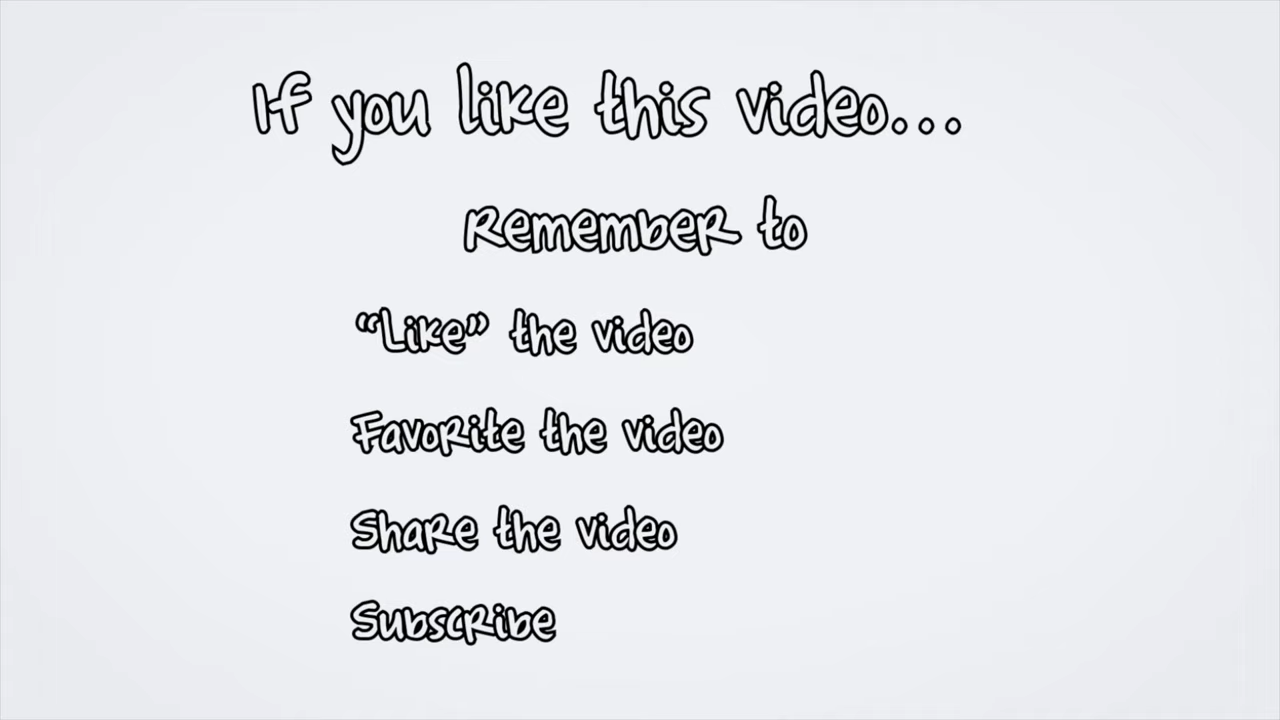 If you like this video...
Remember to
“Like” the video
Favorite the video
Share the video
Subscribe